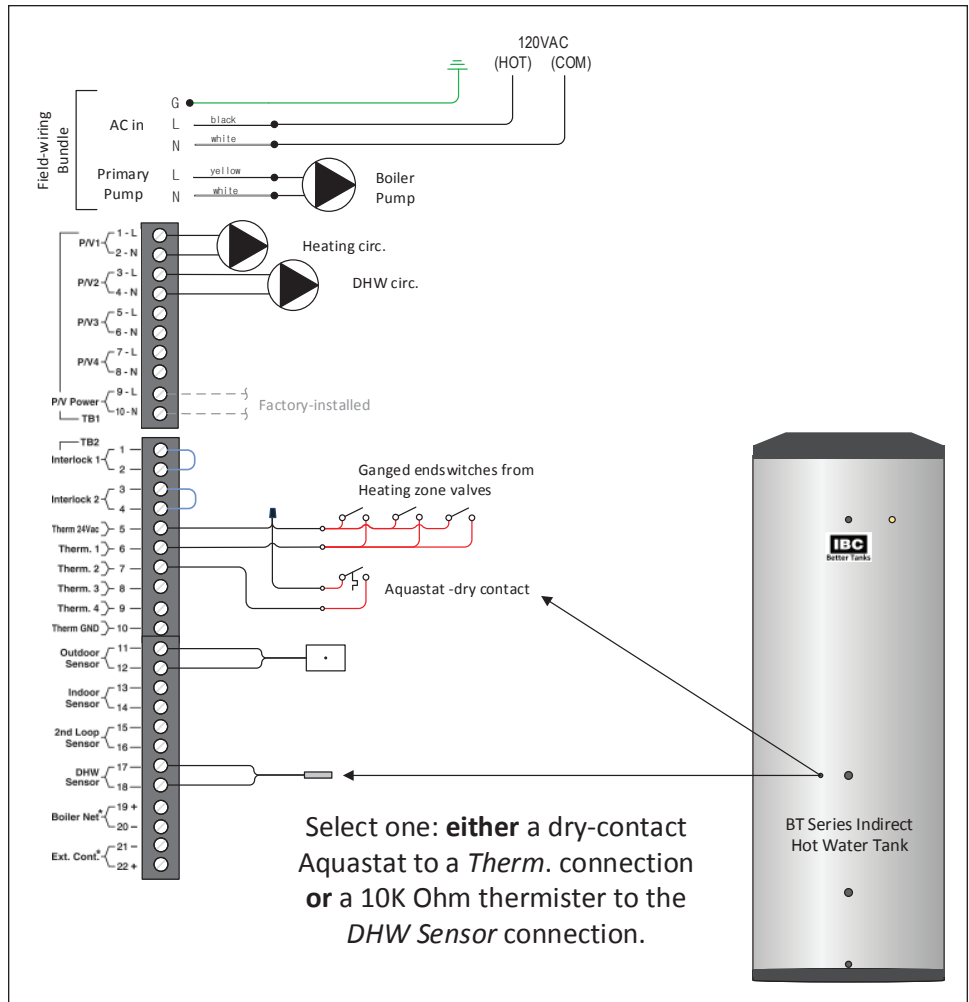 120VAC
(HOT) (COM)
Field-wiring
Bundle
G
AC in
L black
N white
Primary
Pump
L yellow
N white
Boiler
Pump
P/V1
1 - L
2 - N
Heating circ.
P/V2
3 - L
4 - N
DHW circ.
P/V3
5 - L
6 - N
P/V4
7 - L
8 - N
P/V Power
9 - L
10-N
Factory-installed
TB1
TB2
Interlock 1
1
2
Interlock 2
3
4
Ganged endswitches from
Heating zone valves
Therm 24Vac 5
Therm. 1 6
Therm. 2 7
Therm. 3 8
Therm. 4 9
Therm GND 10
Aquastat -dry contact
Outdoor
Sensor
11
12
Indoor
Sensor
13
14
2nd Loop
Sensor
15
16
DHW
Sensor
17
18
Boiler Net*
19 +
20 –
Ext. Cont.*
21 –
22 +
IBC
Better Tanks
BT Series Indirect
Hot Water Tank
Select one: either a dry-contact
Aquastat to a Therm. connection
or a 10K Ohm thermister to the
DHW Sensor connection.